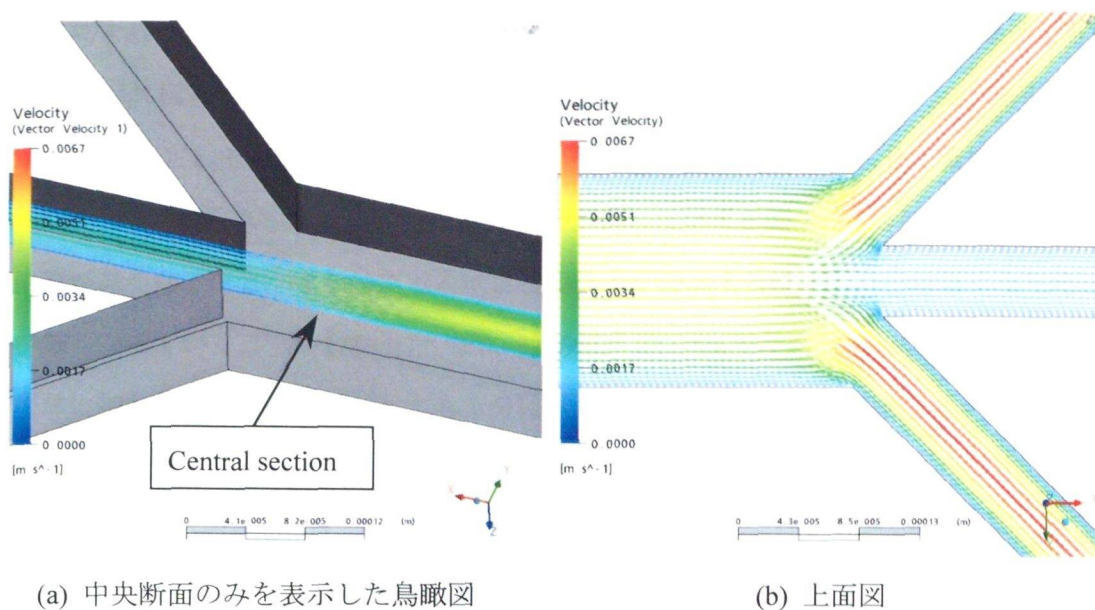 Velocity
(Vector Velocity 1)
0.0067
0.0051
0.0034
0.0017
0.0000
[m s^-1]
Central section
0 4.1e-005 8.2e-005 0.00012 (m)
Y
Z
(a) 中央断面のみを表示した鳥瞰図
Velocity
(Vector Velocity)
0.0067
0.0051
0.0034
0.0017
0.0000
[m s^-1]
0 4.3e-005 8.5e-005 0.00013 (m)
(b) 上面図